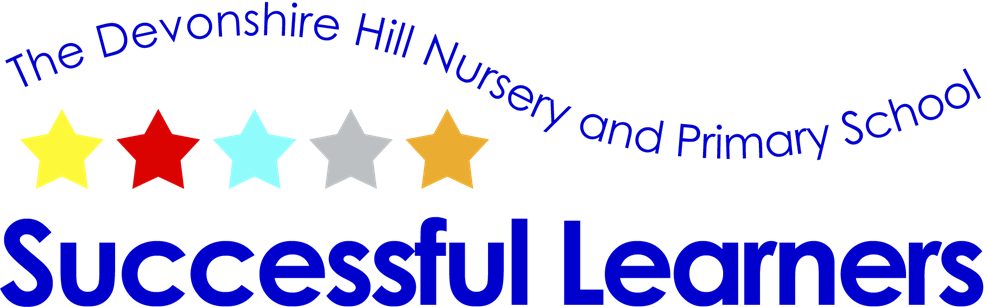 The Devonshire Hill Nursery and Primary School
Successful Learners